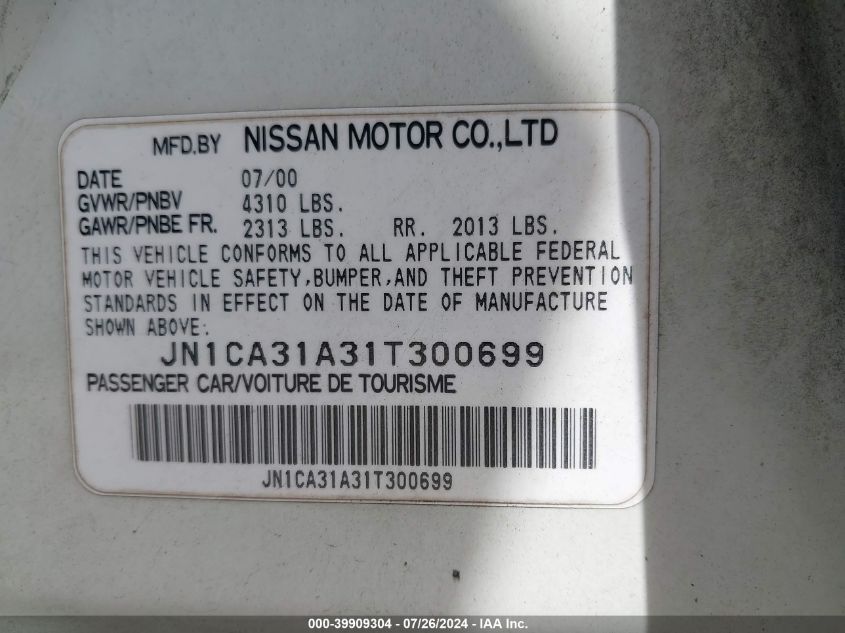 MFD.BY NISSAN MOTOR CO.,LTD
DATE 07/00
GVWR/PNBV 4310 LBS.
GAWR/PNBE FR. 2313 LBS. RR. 2013 LBS.
THIS VEHICLE CONFORMS TO ALL APPLICABLE FEDERAL
MOTOR VEHICLE SAFETY,BUMPER,AND THEFT PREVENTION
STANDARDS IN EFFECT ON THE DATE OF MANUFACTURE
SHOWN ABOVE.
JN1CA31A31T300699
PASSENGER CAR/VOITURE DE TOURISME
JN1CA31A31T300699
000-39909304 - 07/26/2024 - IAA Inc.